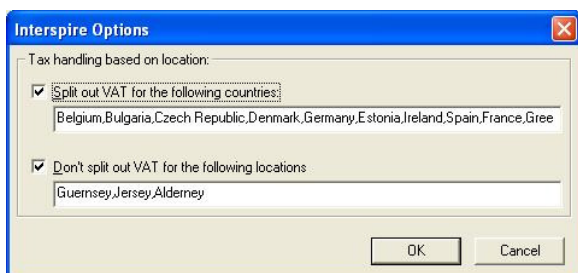 Interspire Options
Tax handling based on location:
Split out VAT for the following countries:
Belgium,Bulgaria,Czech Republic,Denmark,Germany,Estonia,Ireland,Spain,France,Gree
Don't split out VAT for the following locations
Guernsey,Jersey,Alderney
OK Cancel